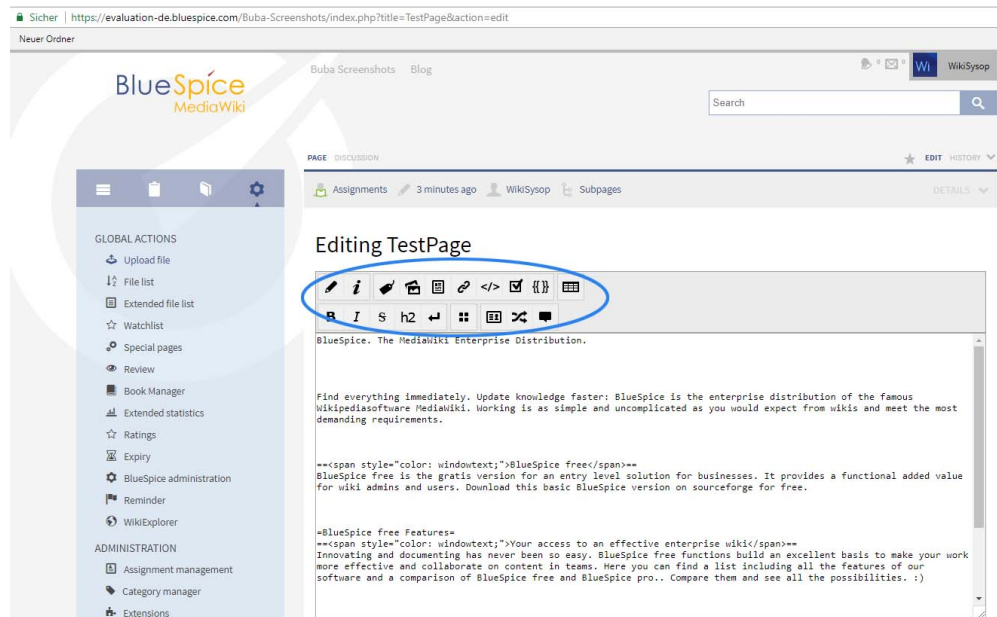 Sicher | https://evaluation-de.bluespice.com/Buba-Screenshots/index.php?title=TestPage&action=edit
Neuer Ordner
BlueSpice
MediaWiki
Buba Screenshots Blog
Wi WikiSysop
Search
PAGE DISCUSSION
EDIT HISTORY
Assignments 3 minutes ago WikiSysop Subpages
DETAILS
GLOBAL ACTIONS
Upload file
File list
Extended file list
Watchlist
Special pages
Review
Book Manager
Extended statistics
Ratings
Expiry
BlueSpice administration
Reminder
WikiExplorer
ADMINISTRATION
Assignment management
Category manager
Extensions
Editing TestPage
i </> {{}}
B I S h2
BlueSpice. The MediaWiki Enterprise Distribution.
Find everything immediately. Update knowledge faster: BlueSpice is the enterprise distribution of the famous
Wikipediasoftware MediaWiki. Working is as simple and uncomplicated as you would expect from wikis and meet the most
demanding requirements.
==<span style="color: windowtext;">BlueSpice free</span>==
BlueSpice free is the gratis version for an entry level solution for businesses. It provides a functional added value
for wiki admins and users. Download this basic BlueSpice version on sourceforge for free.
=BlueSpice free Features=
==<span style="color: windowtext;">Your access to an effective enterprise wiki</span>==
Innovating and documenting has never been so easy. BlueSpice free functions build an excellent basis to make your work
more effective and collaborate on content in teams. Here you can find a list including all the features of our
software and a comparison of BlueSpice free and BlueSpice pro.. Compare them and see all the possibilities. :)